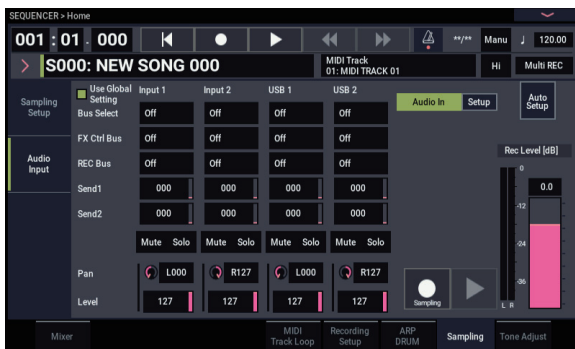 SEQUENCER > Home
001 : 01 . 000 **/** Manu ♩ 120.00
> S000: NEW SONG 000 MIDI Track Hi Multi REC
01: MIDI TRACK 01
Sampling Setup
Audio Input
Use Global Setting Input 1 Input 2 USB 1 USB 2
Audio In Setup
Auto Setup
Bus Select Off Off Off Off
FX Ctrl Bus Off Off Off Off
REC Bus Off Off Off Off
Send1 000 000 000 000
Send2 000 000 000 000
Mute Solo Mute Solo Mute Solo Mute Solo
Pan L000 R127 L000 R127
Level 127 127 127 127
Sampling
Rec Level [dB]
0
0.0
-12
-24
-36
L R
Mixer MIDI Track Loop Recording Setup ARP DRUM Sampling Tone Adjust